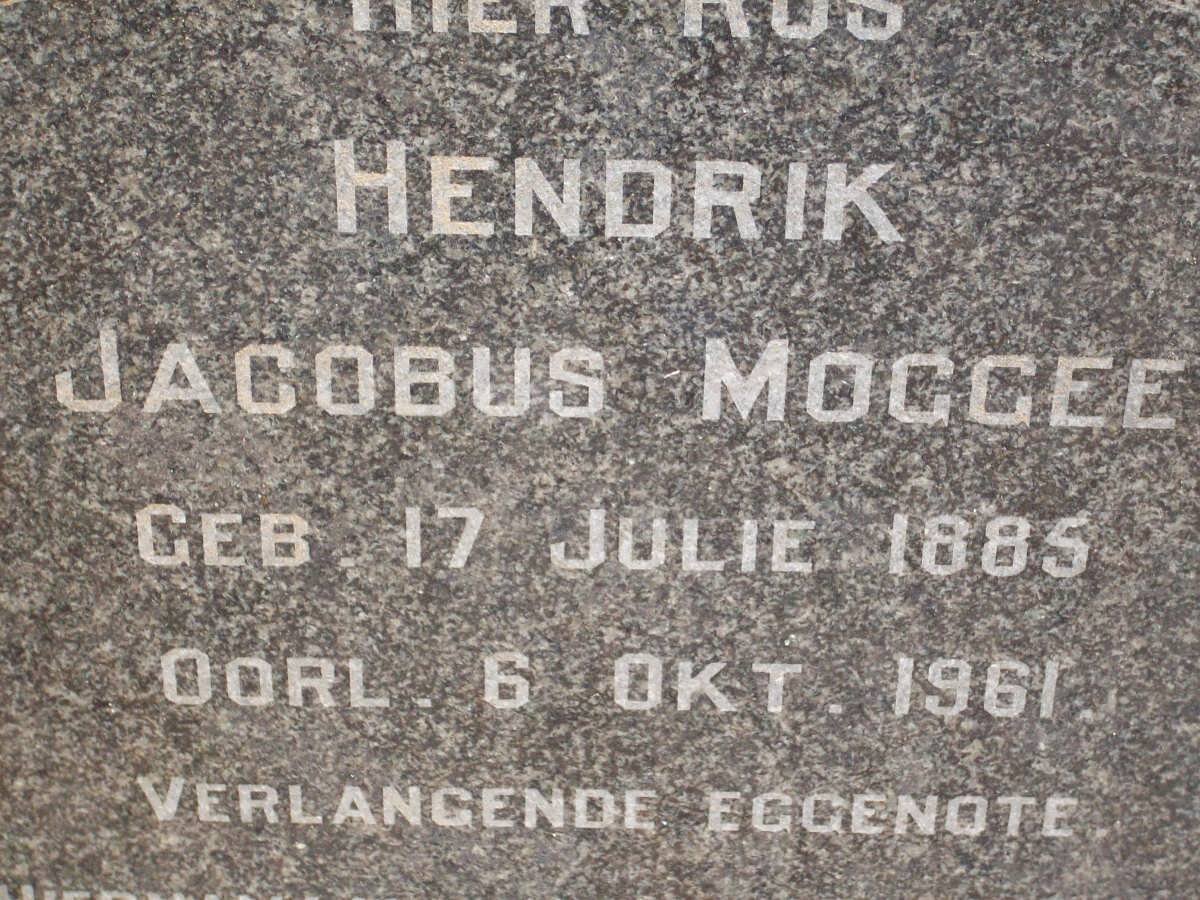 HIER RUS
HENDRIK
JACOBUS MOGGEE
GEB. 17 JULIE 1885
OORL. 6 OKT. 1961.
VERLANGENDE EGGENOTE.